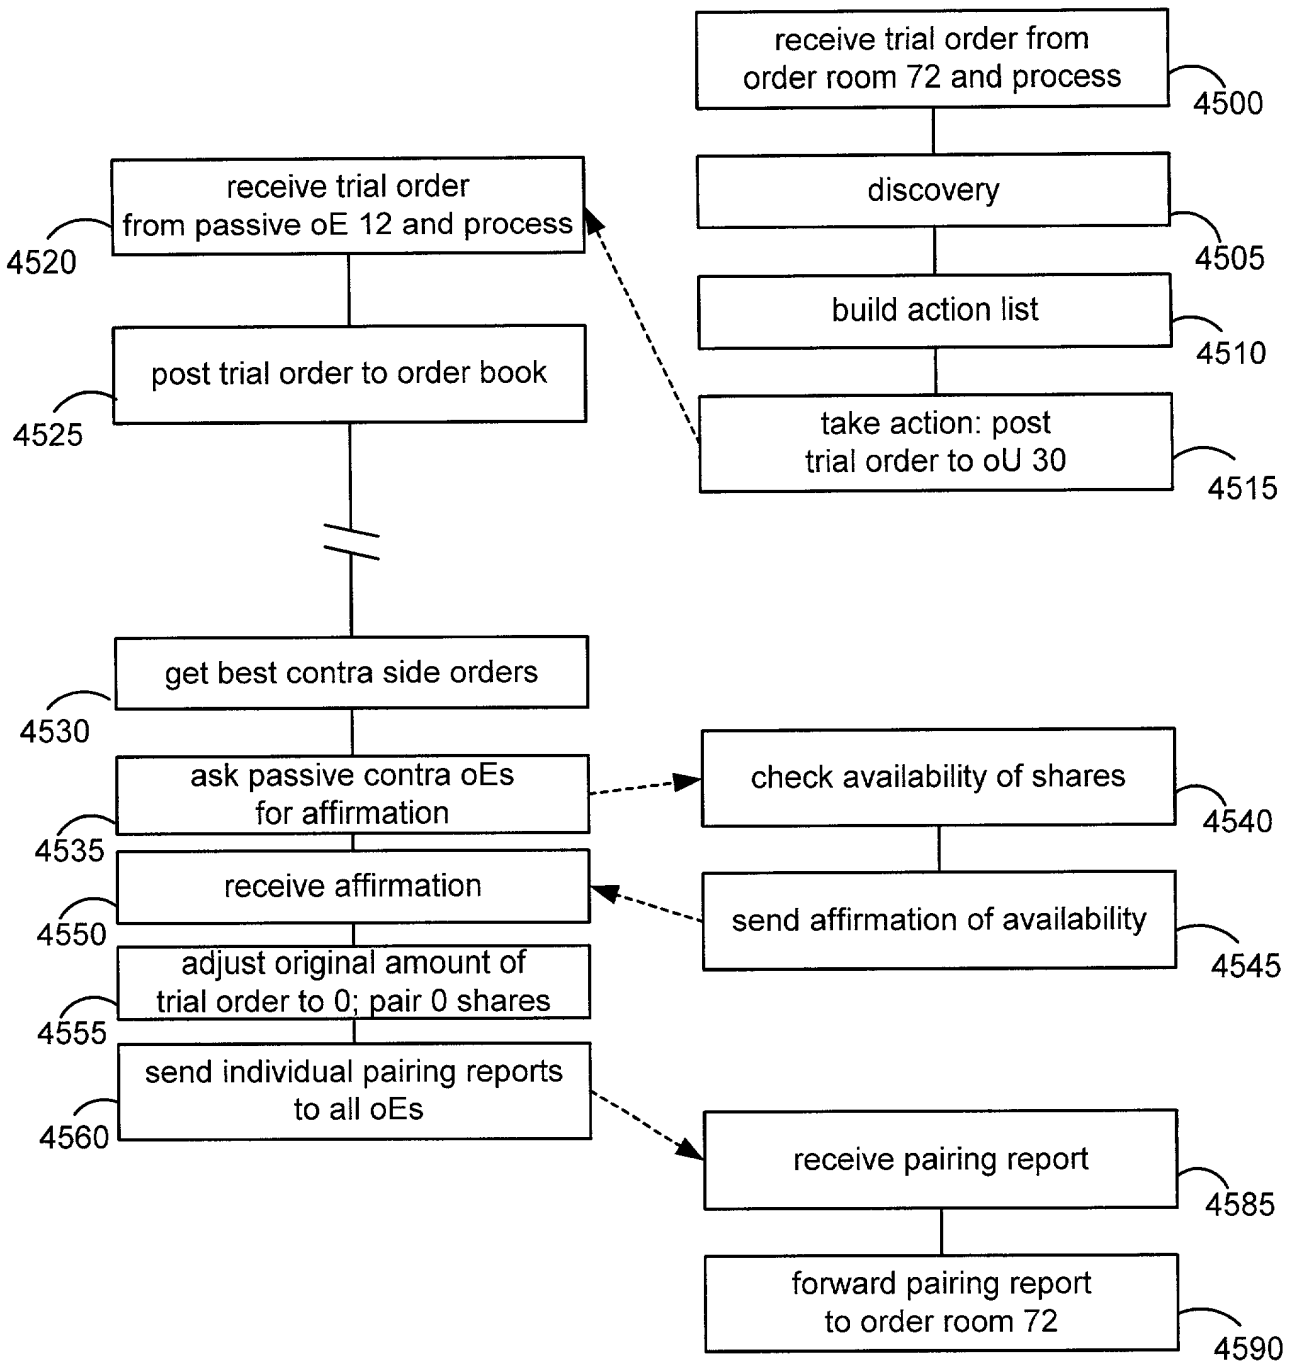 receive trial order from
order room 72 and process
4500
discovery
4505
build action list
4510
take action: post
trial order to oU 30
4515
receive trial order
from passive oE 12 and process
4520
post trial order to order book
4525
get best contra side orders
4530
ask passive contra oEs
for affirmation
4535
check availability of shares
4540
send affirmation of availability
4545
receive affirmation
4550
adjust original amount of
trial order to 0; pair 0 shares
4555
send individual pairing reports
to all oEs
4560
receive pairing report
4585
forward pairing report
to order room 72
4590